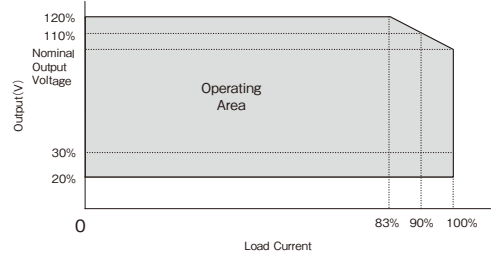 120%
110%
Nominal
Output
Voltage
Output(V)
Operating
Area
30%
20%
0
83% 90% 100%
Load Current